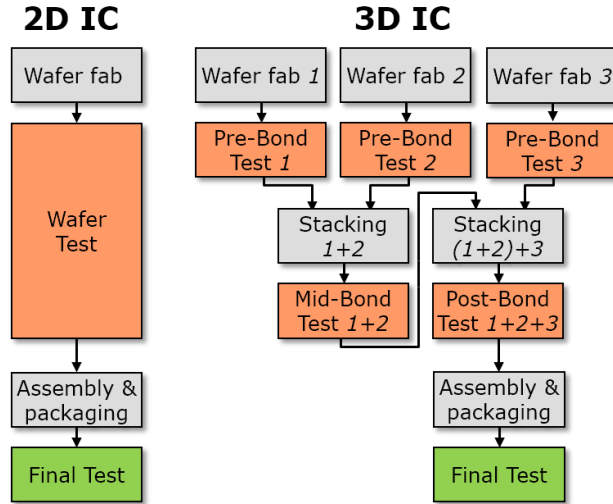 2D IC
Wafer fab
Wafer
Test
Assembly &
packaging
Final Test
3D IC
Wafer fab 1
Wafer fab 2
Wafer fab 3
Pre-Bond
Test 1
Pre-Bond
Test 2
Pre-Bond
Test 3
Stacking
1+2
Stacking
(1+2)+3
Mid-Bond
Test 1+2
Post-Bond
Test 1+2+3
Assembly &
packaging
Final Test